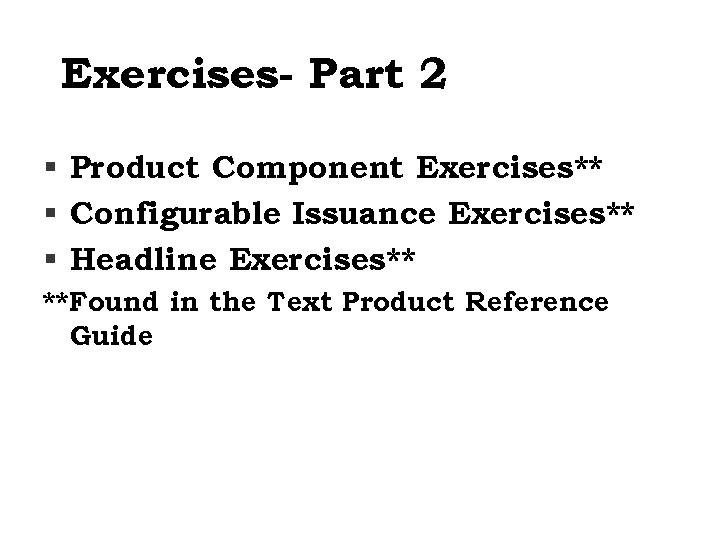 Exercises- Part 2
▪ Product Component Exercises**
▪ Configurable Issuance Exercises**
▪ Headline Exercises**
**Found in the Text Product Reference
Guide